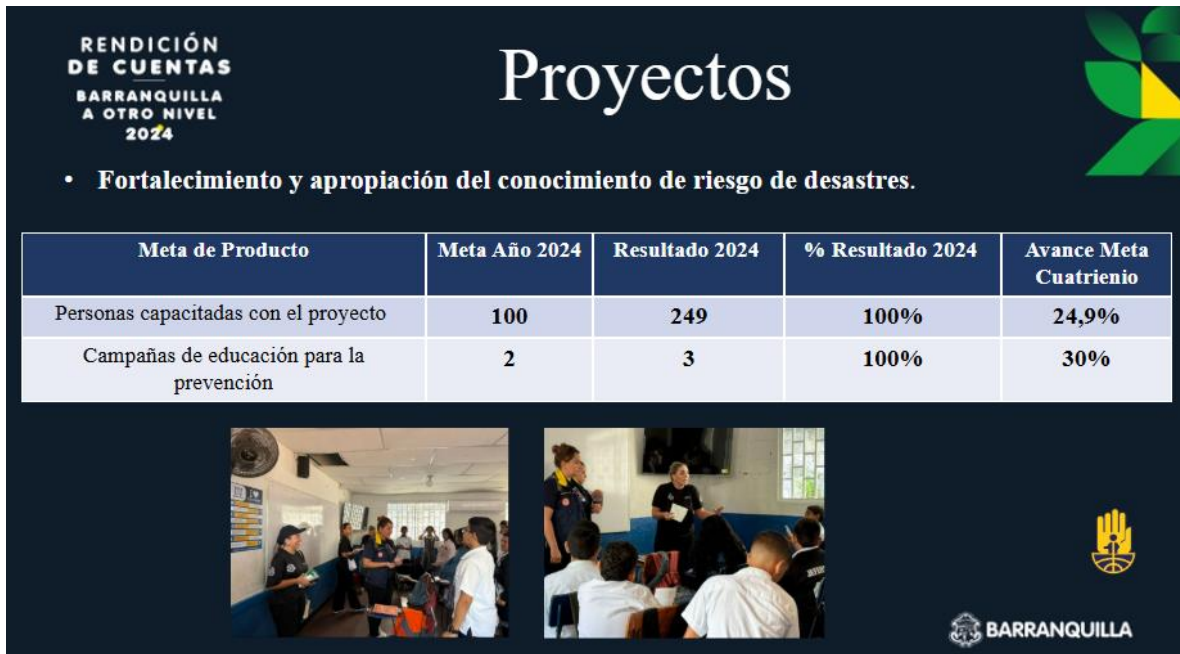 RENDICIÓN
DE CUENTAS
BARRANQUILLA
A OTRO NIVEL
2024
Proyectos
• Fortalecimiento y apropiación del conocimiento de riesgo de desastres.
Meta de Producto
Meta Año 2024
Resultado 2024
% Resultado 2024
Avance Meta
Cuatrienio
Personas capacitadas con el proyecto
100
249
100%
24,9%
Campañas de educación para la
prevención
2
3
100%
30%
BARRANQUILLA